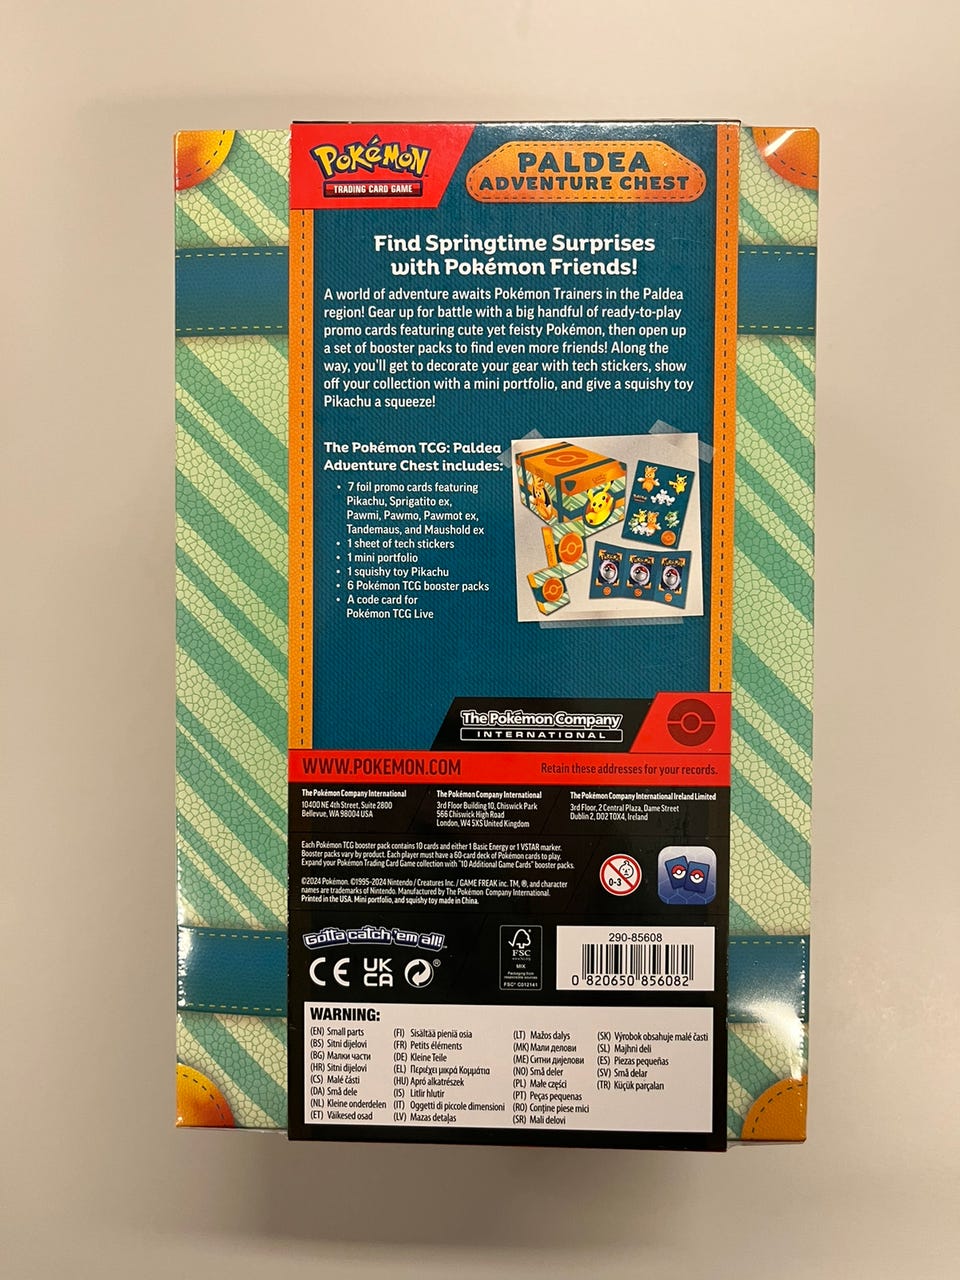 POKéMON
TRADING CARD GAME
PALDEA
ADVENTURE CHEST
Find Springtime Surprises
with Pokémon Friends!
A world of adventure awaits Pokémon Trainers in the Paldea
region! Gear up for battle with a big handful of ready-to-play
promo cards featuring cute yet feisty Pokémon, then open up
a set of booster packs to find even more friends! Along the
way, you'll get to decorate your gear with tech stickers, show
off your collection with a mini portfolio, and give a squishy toy
Pikachu a squeeze!
The Pokémon TCG: Paldea
Adventure Chest includes:
• 7 foil promo cards featuring
Pikachu, Sprigatito ex,
Pawmi, Pawmo, Pawmot ex,
Tandemaus, and Maushold ex
• 1 sheet of tech stickers
• 1 mini portfolio
• 1 squishy toy Pikachu
• 6 Pokémon TCG booster packs
• A code card for
Pokémon TCG Live
The Pokémon Company
INTERNATIONAL
WWW.POKEMON.COM
Retain these addresses for your records.
The Pokémon Company International
10400 NE 4th Street, Suite 2800
Bellevue, WA 98004 USA
The Pokémon Company International
3rd Floor Building 10, Chiswick Park
566 Chiswick High Road
London, W4 5XS United Kingdom
The Pokémon Company International Ireland Limited
3rd Floor, 2 Central Plaza, Dame Street
Dublin 2, D02 T0X4, Ireland
Each Pokémon TCG booster pack contains 10 cards and either 1 Basic Energy or 1 VSTAR marker.
Booster packs vary by product. Each player must have a 60-card deck of Pokémon cards to play.
Expand your Pokémon Trading Card Game collection with "10 Additional Game Cards" booster packs.
©2024 Pokémon. ©1995-2024 Nintendo / Creatures Inc. / GAME FREAK inc. TM, ®, and character
names are trademarks of Nintendo. Manufactured by The Pokémon Company International.
Printed in the USA. Mini portfolio, and squishy toy made in China.
0-3
Gotta catch 'em all!™
CE UK CA ®
FSC
www.fsc.org
MIX
Packaging from
responsible sources
FSC® C012141
290-85608
0 820650 856082
WARNING:
(EN) Small parts
(BS) Sitni dijelovi
(BG) Малки части
(HR) Sitni dijelovi
(CS) Malé části
(DA) Små dele
(NL) Kleine onderdelen
(ET) Väikesed osad
(FI) Sisältää pieniä osia
(FR) Petits éléments
(DE) Kleine Teile
(EL) Περιέχει μικρά Κομμάτια
(HU) Apró alkatrészek
(IS) Litlir hlutir
(IT) Oggetti di piccole dimensioni
(LV) Mazas detaļas
(LT) Mažos dalys
(MK) Мали делови
(ME) Ситни дијелови
(NO) Små deler
(PL) Małe części
(PT) Peças pequenas
(RO) Conține piese mici
(SR) Mali delovi
(SK) Výrobok obsahuje malé časti
(SL) Majhni deli
(ES) Piezas pequeñas
(SV) Små delar
(TR) Küçük parçalan